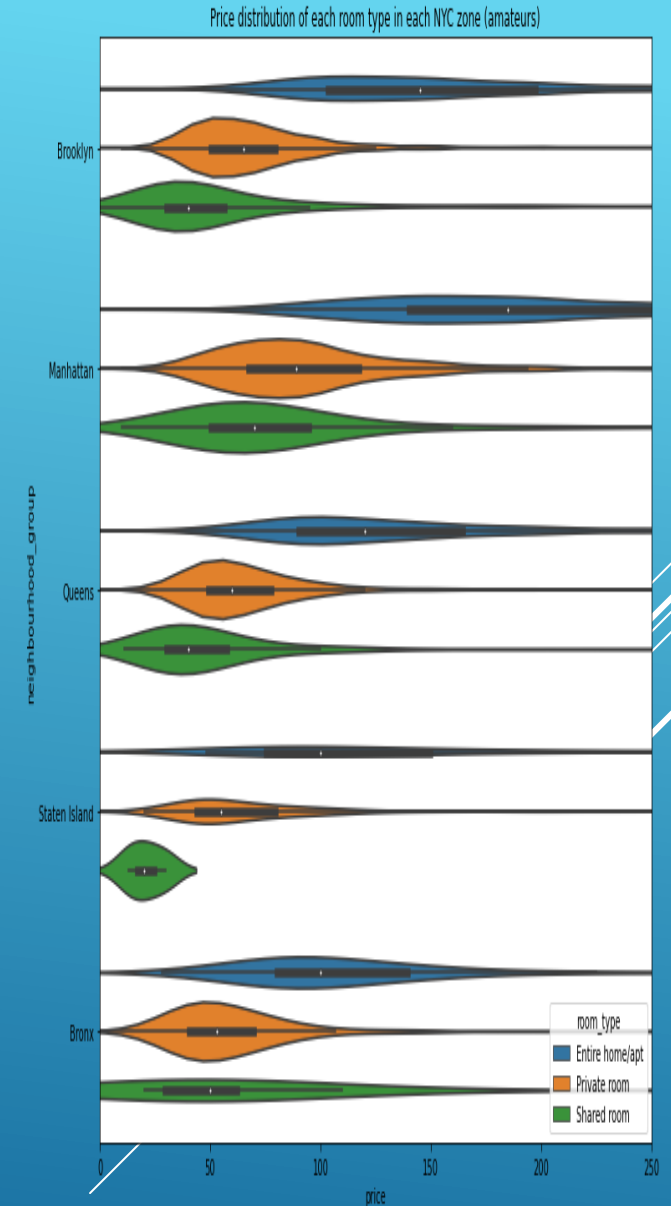 Price distribution of each room type in each NYC zone (amateurs)
Brooklyn
Manhattan
neighbourhood_group
Queens
Staten Island
Bronx
room_type
Entire home/apt
Private room
Shared room
0 50 100 150 200 250
price